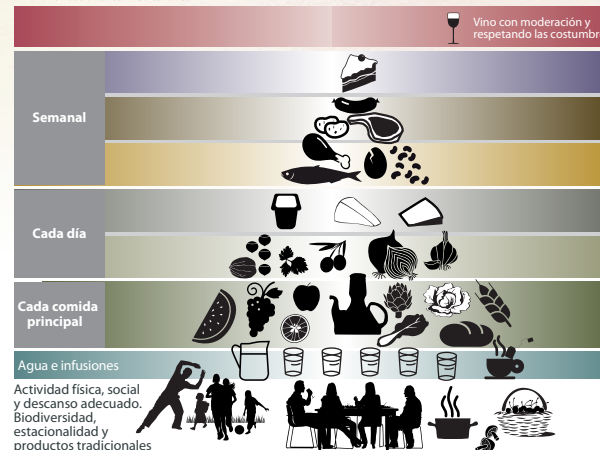 Vino con moderación y
respetando las
Semanal
Cada día
Cada comida
principal
Agua e infusiones
Actividad física, social
y descanso adecuado.
Biodiversidad,
estacionalidad y
productos tradicionales